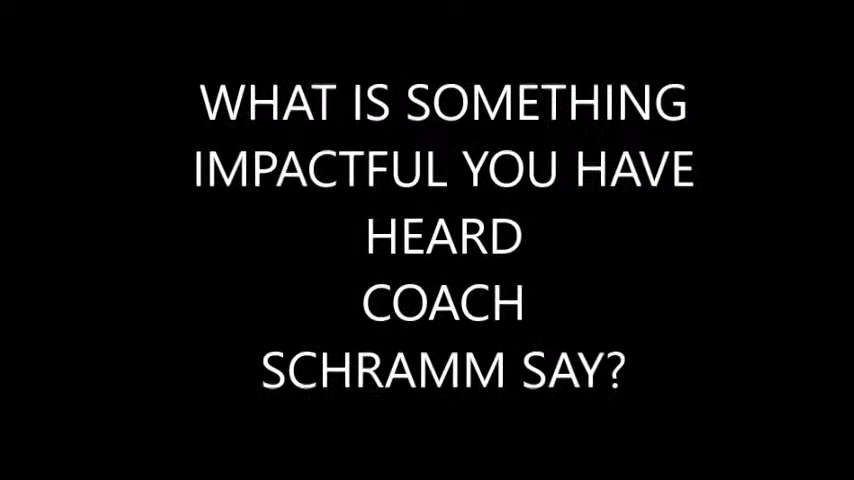 WHAT IS SOMETHING
IMPACTFUL YOU HAVE
HEARD
COACH
SCHRAMM SAY?